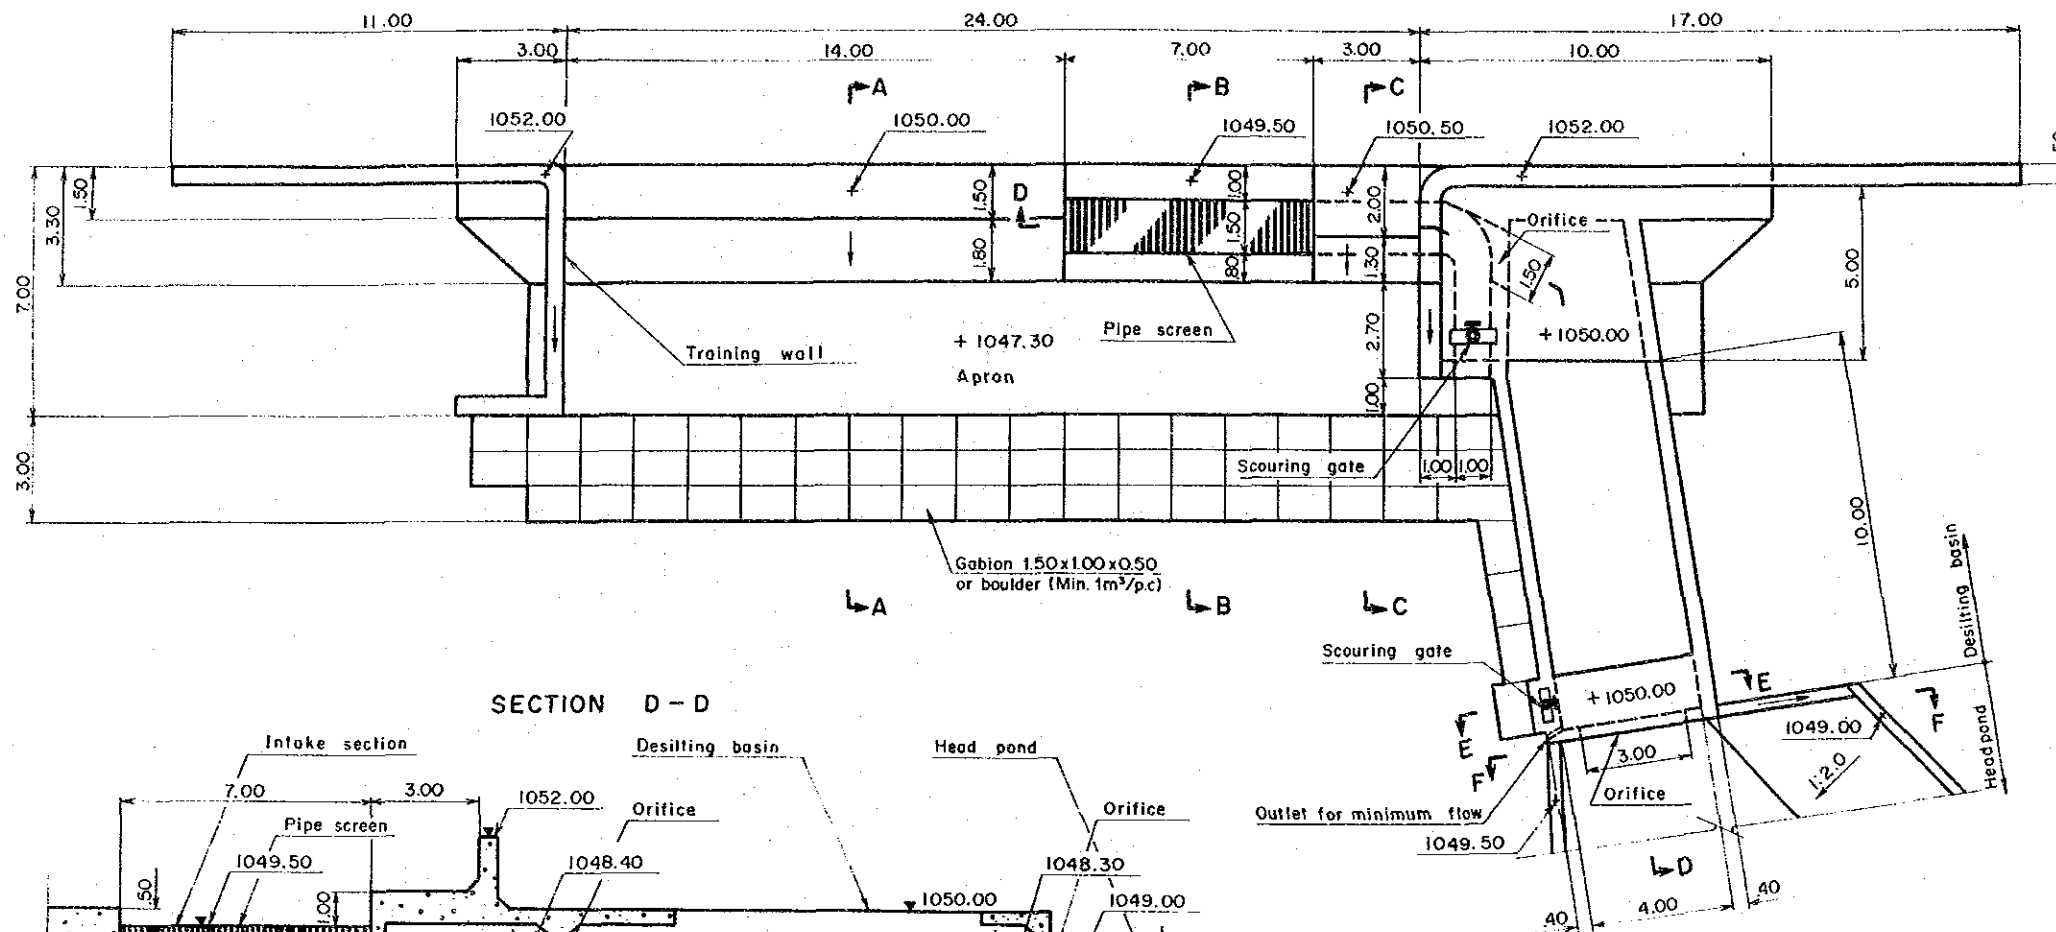 11.00
24.00
17.00
3.00
14.00
7.00
3.00
10.00
A
B
C
1052.00
1050.00
1049.50
1050.50
1052.00
.50
1.50
3.30
7.00
1.50
D
1.00
1.50
2.00
Orifice
1.80
.80
1.30
1.50
5.00
Pipe screen
+ 1047.30
Training wall
Apron
2.70
+1050.00
1.00
3.00
Scouring gate
1.00
1.00
Gabion 1.50x1.00x0.50
or boulder (Min. 1m³/p.c)
10.00
Desilting basin
A
B
C
Scouring gate
+1050.00
E
F
1049.00
Head pond
E
F
3.00
1:2.0
Orifice
Outlet for minimum flow
1049.50
D
.40
4.00
.40
SECTION D-D
Intake section
Desilting basin
Head pond
7.00
3.00
1052.00
Orifice
Orifice
Pipe screen
1049.50
1048.40
1048.30
.50
1.00
1050.00
1049.00